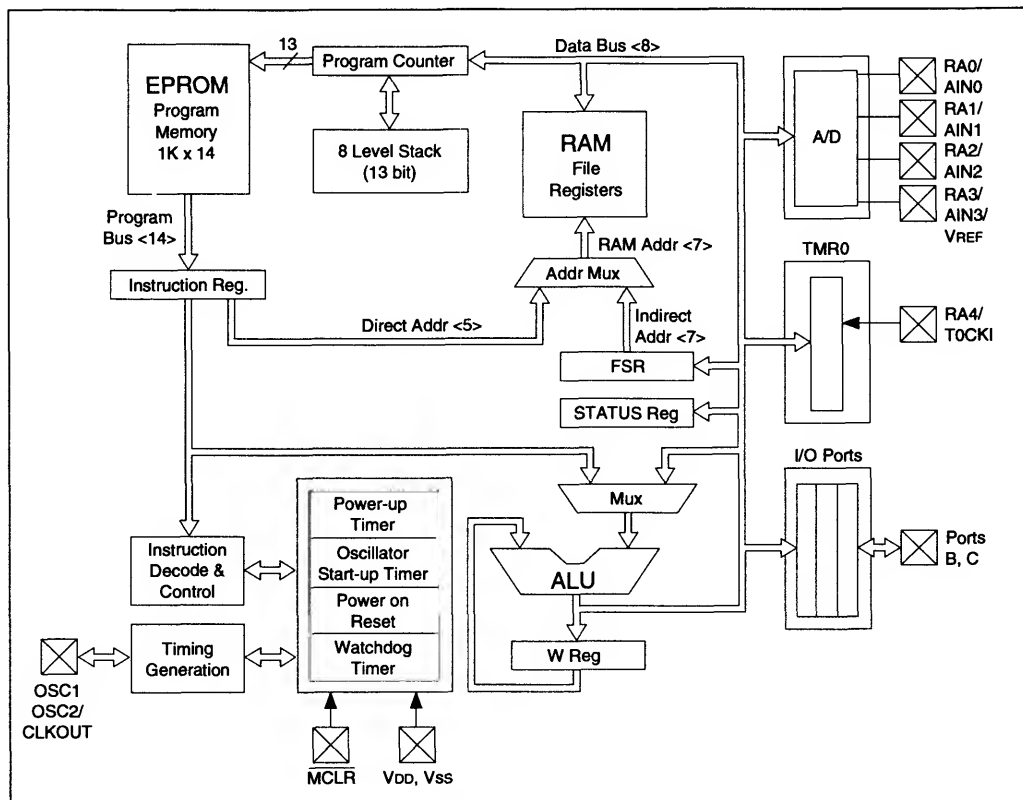 EPROM
Program
Memory
1K x 14
13
Program Counter
8 Level Stack
(13 bit)
Data Bus <8>
RAM
File
Registers
A/D
RA0/
AIN0
RA1/
AIN1
RA2/
AIN2
RA3/
AIN3/
VREF
Program
Bus <14>
Instruction Reg.
RAM Addr <7>
Addr Mux
Direct Addr <5>
Indirect
Addr <7>
FSR
STATUS Reg
TMR0
RA4/
T0CKI
I/O Ports
Ports
B, C
Mux
ALU
W Reg
Power-up
Timer
Oscillator
Start-up Timer
Power on
Reset
Watchdog
Timer
Instruction
Decode &
Control
Timing
Generation
OSC1
OSC2/
CLKOUT
MCLR
VDD, VSS